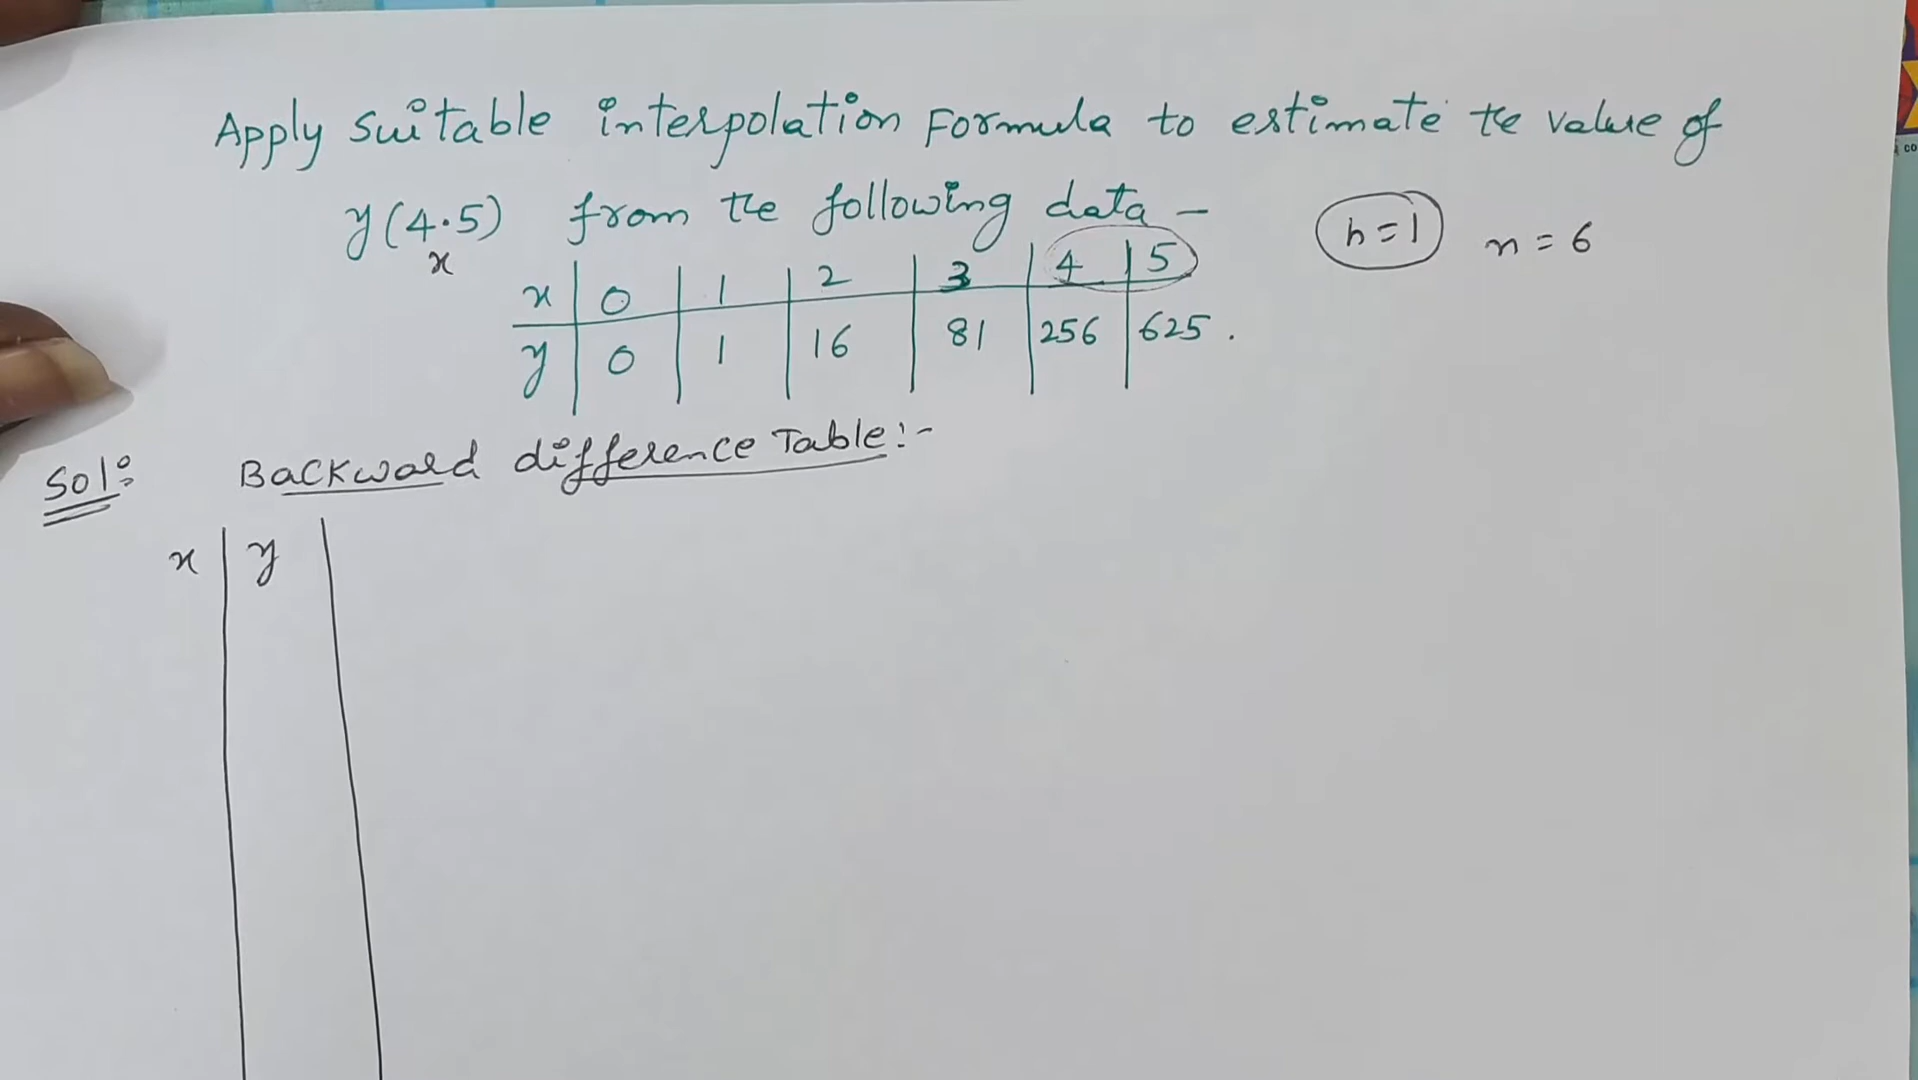 Apply suitable interpolation Formula to estimate the value of
y(4.5) from the following data -
x
h=1 n = 6
x 0 1 2 3 4 5
y 0 1 16 81 256 625 .
Sol: Backward difference Table:-
x y